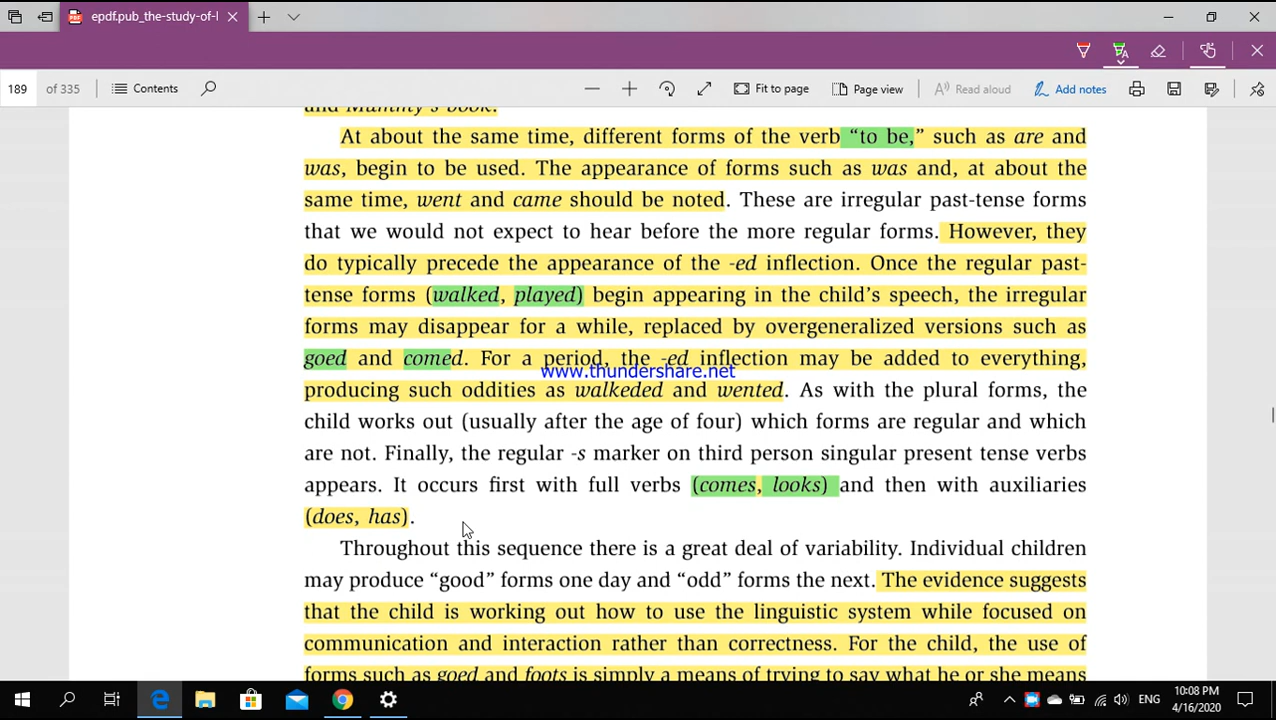 epdf.pub_the-study-of-l
189 of 335
Contents
Fit to page
Page view
Read aloud
Add notes
and Mummy's book.
At about the same time, different forms of the verb “to be,” such as are and
was, begin to be used. The appearance of forms such as was and, at about the
same time, went and came should be noted. These are irregular past-tense forms
that we would not expect to hear before the more regular forms. However, they
do typically precede the appearance of the -ed inflection. Once the regular past-
tense forms (walked, played) begin appearing in the child’s speech, the irregular
forms may disappear for a while, replaced by overgeneralized versions such as
goed and comed. For a period, the -ed inflection may be added to everything,
www.thundershare.net
producing such oddities as walkeded and wented. As with the plural forms, the
child works out (usually after the age of four) which forms are regular and which
are not. Finally, the regular -s marker on third person singular present tense verbs
appears. It occurs first with full verbs (comes, looks) and then with auxiliaries
(does, has).
Throughout this sequence there is a great deal of variability. Individual children
may produce “good” forms one day and “odd” forms the next. The evidence suggests
that the child is working out how to use the linguistic system while focused on
communication and interaction rather than correctness. For the child, the use of
forms such as goed and foots is simply a means of trying to say what he or she means
ENG
10:08 PM
4/16/2020